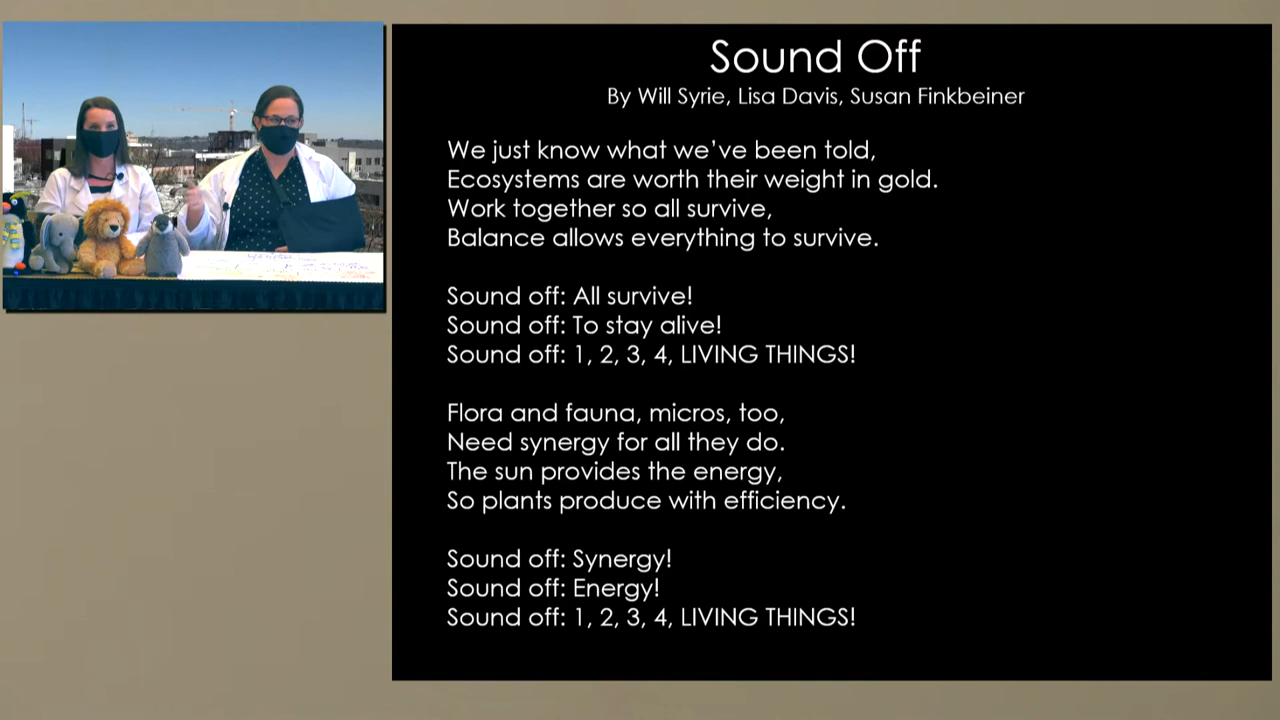 Sound Off
By Will Syrie, Lisa Davis, Susan Finkbeiner
We just know what we've been told,
Ecosystems are worth their weight in gold.
Work together so all survive,
Balance allows everything to survive.
Sound off: All survive!
Sound off: To stay alive!
Sound off: 1, 2, 3, 4, LIVING THINGS!
Flora and fauna, micros, too,
Need synergy for all they do.
The sun provides the energy,
So plants produce with efficiency.
Sound off: Synergy!
Sound off: Energy!
Sound off: 1, 2, 3, 4, LIVING THINGS!